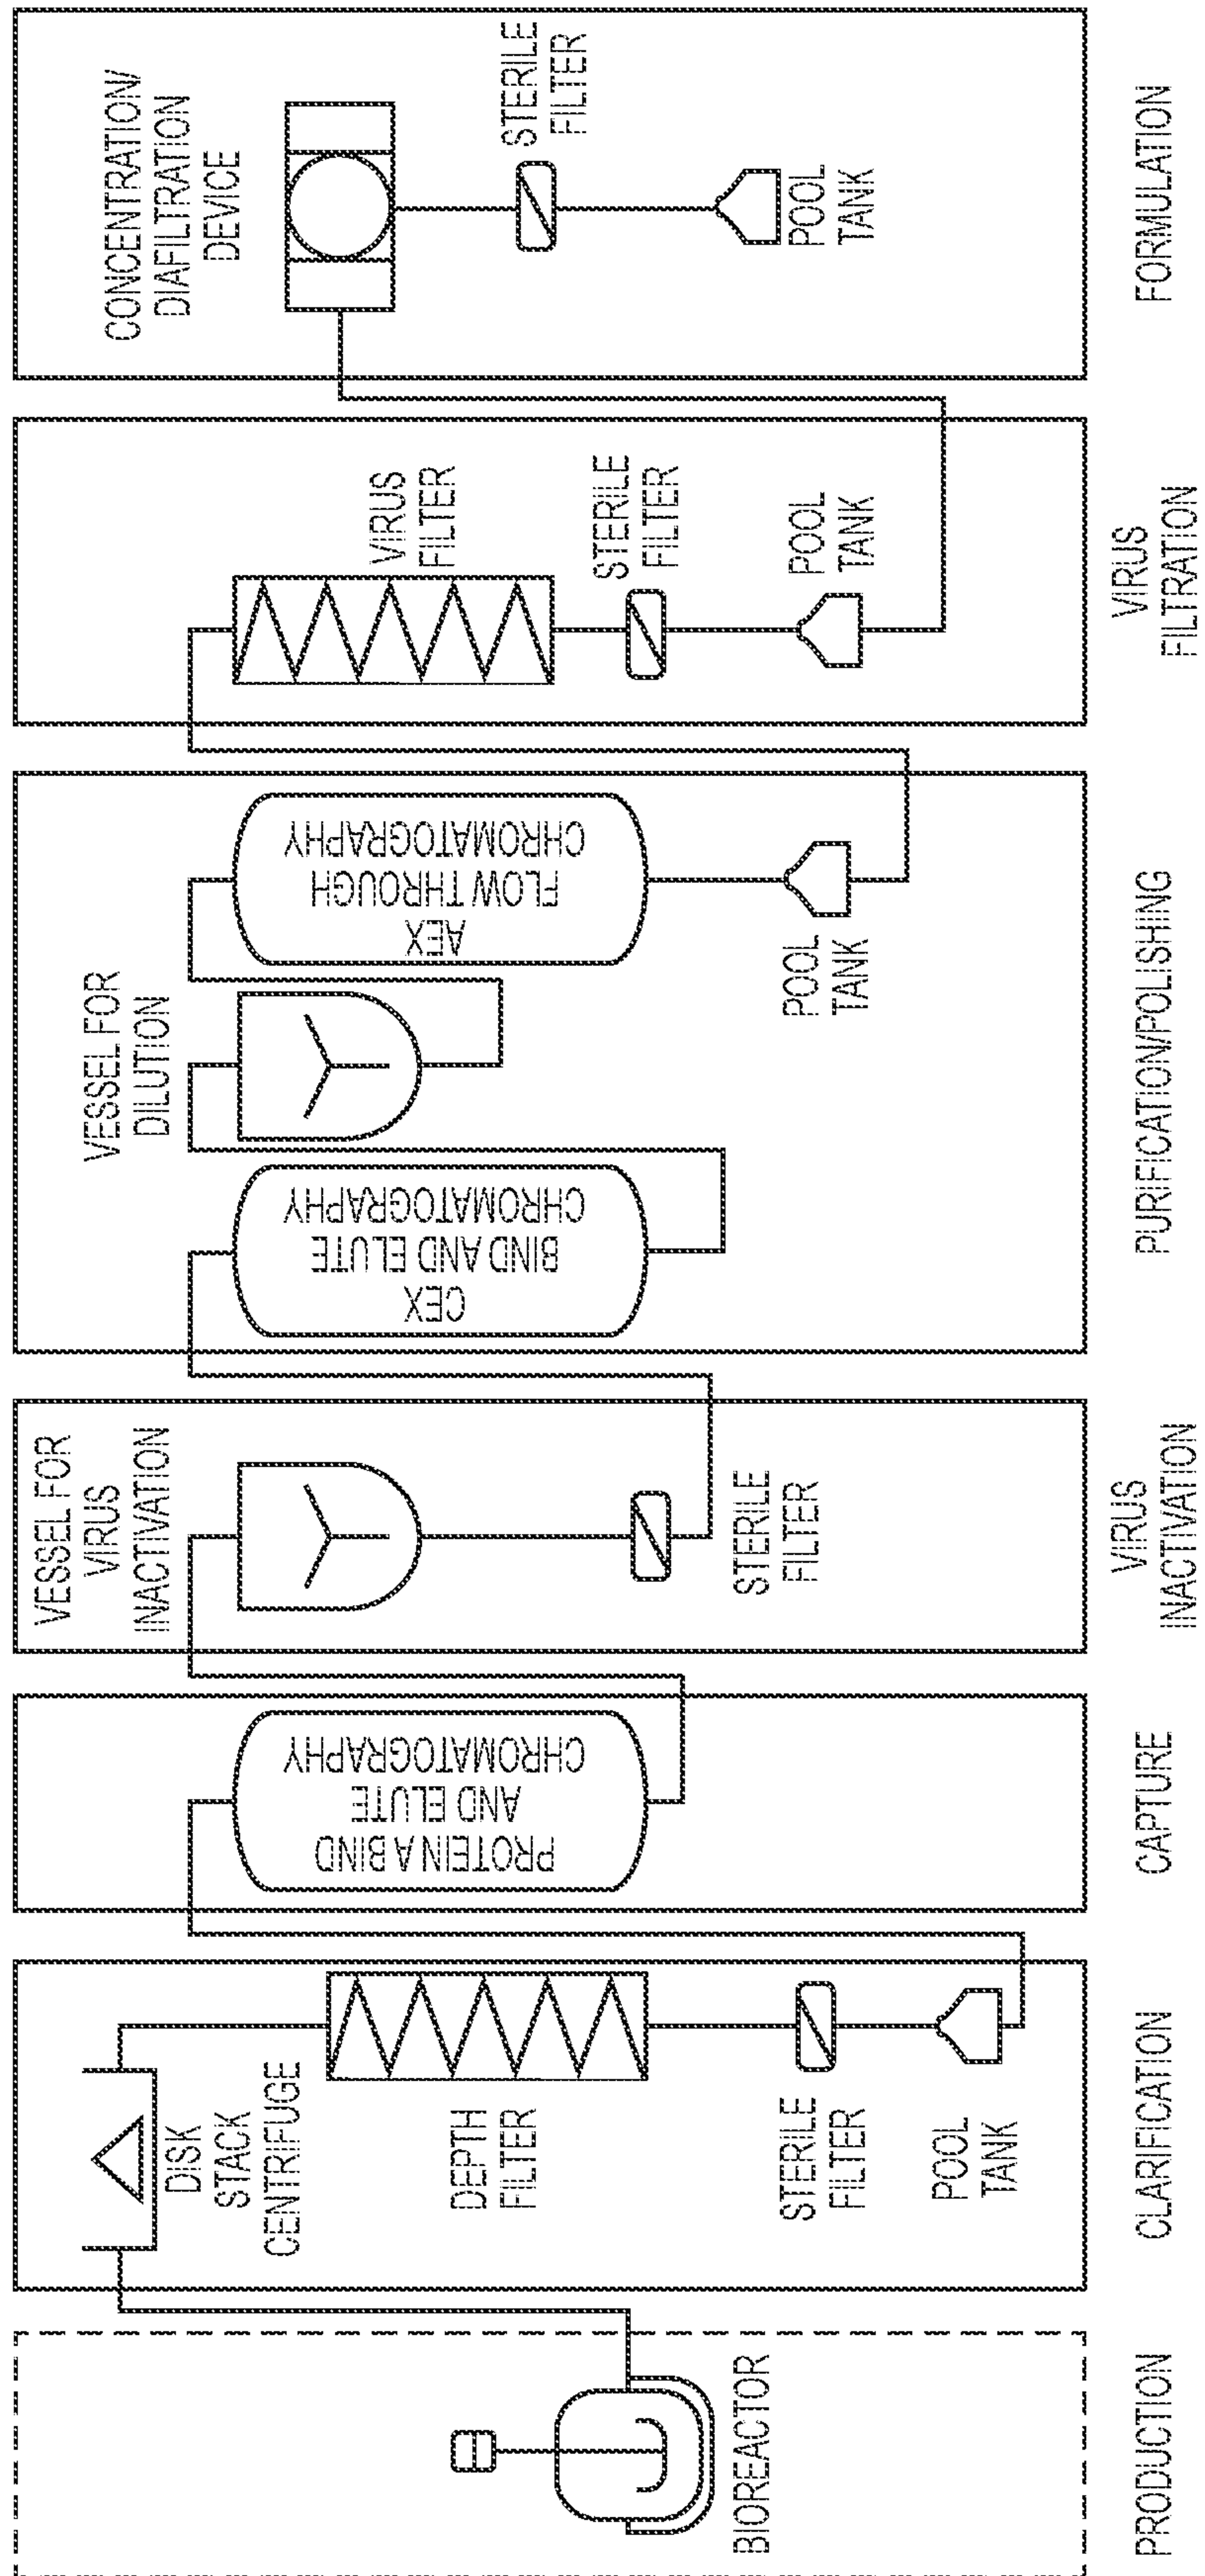 BIOREACTOR
PRODUCTION
DISK
STACK
CENTRIFUGE
DEPTH
FILTER
STERILE
FILTER
POOL
TANK
CLARIFICATION
PROTEIN A BIND
AND ELUTE
CHROMATOGRAPHY
CAPTURE
VESSEL FOR
VIRUS
INACTIVATION
STERILE
FILTER
VIRUS
INACTIVATION
CEX
BIND AND ELUTE
CHROMATOGRAPHY
VESSEL FOR
DILUTION
AEX
FLOW THROUGH
CHROMATOGRAPHY
POOL
TANK
PURIFICATION/POLISHING
VIRUS
FILTER
STERILE
FILTER
POOL
TANK
VIRUS
FILTRATION
CONCENTRATION/
DIAFILTRATION
DEVICE
STERILE
FILTER
POOL
TANK
FORMULATION